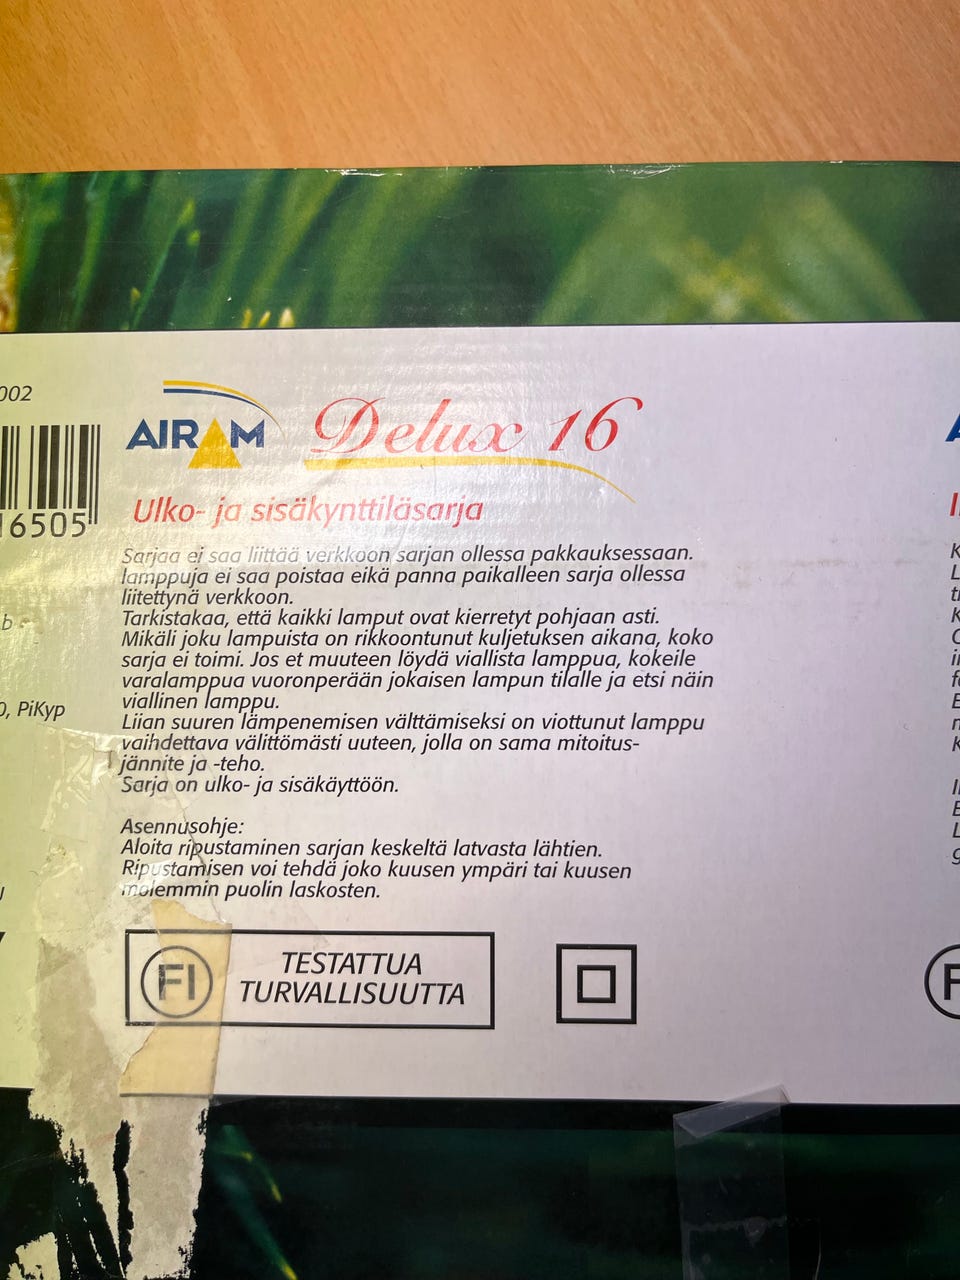 002
16505
b
0, PiKyp
AIRAM Delux 16
Ulko- ja sisäkynttiläsarja
Sarjaa ei saa liittää verkkoon sarjan ollessa pakkauksessaan.
lamppuja ei saa poistaa eikä panna paikalleen sarja ollessa
liitettynä verkkoon.
Tarkistakaa, että kaikki lamput ovat kierretyt pohjaan asti.
Mikäli joku lampuista on rikkoontunut kuljetuksen aikana, koko
sarja ei toimi. Jos et muuteen löydä viallista lamppua, kokeile
varalamppua vuoronperään jokaisen lampun tilalle ja etsi näin
viallinen lamppu.
Liian suuren lämpenemisen välttämiseksi on viottunut lamppu
vaihdettava välittömästi uuteen, jolla on sama mitoitus-
jännite ja -teho.
Sarja on ulko- ja sisäkäyttöön.
Asennusohje:
Aloita ripustaminen sarjan keskeltä latvasta lähtien.
Ripustamisen voi tehdä joko kuusen ympäri tai kuusen
molemmin puolin laskosten.
FI TESTATTUA
TURVALLISUUTTA